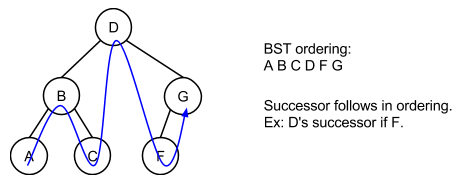 D
B
G
A
C
F
BST ordering:
A B C D F G
Successor follows in ordering.
Ex: D's successor if F.